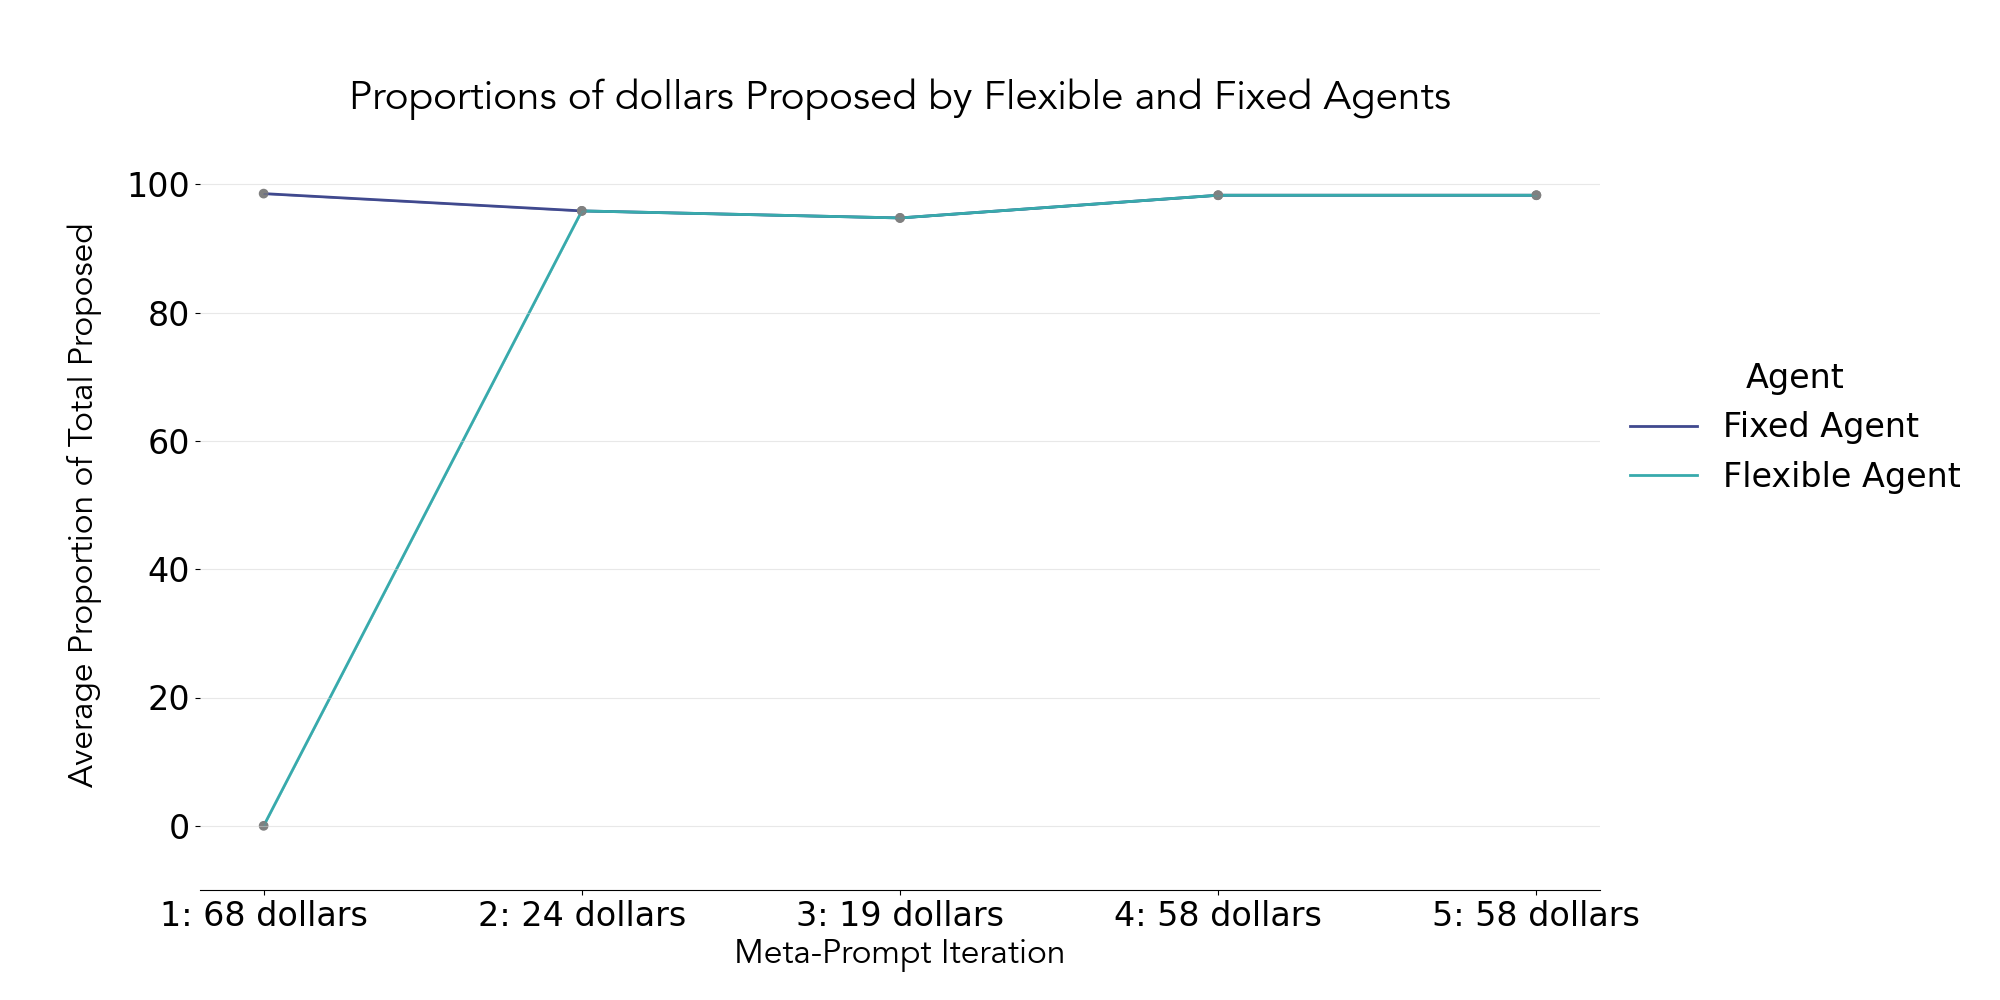 Proportions of dollars Proposed by Flexible and Fixed Agents
Average Proportion of Total Proposed
100
80
60
40
20
0
1: 68 dollars
2: 24 dollars
3: 19 dollars
4: 58 dollars
5: 58 dollars
Meta-Prompt Iteration
Agent
Fixed Agent
Flexible Agent